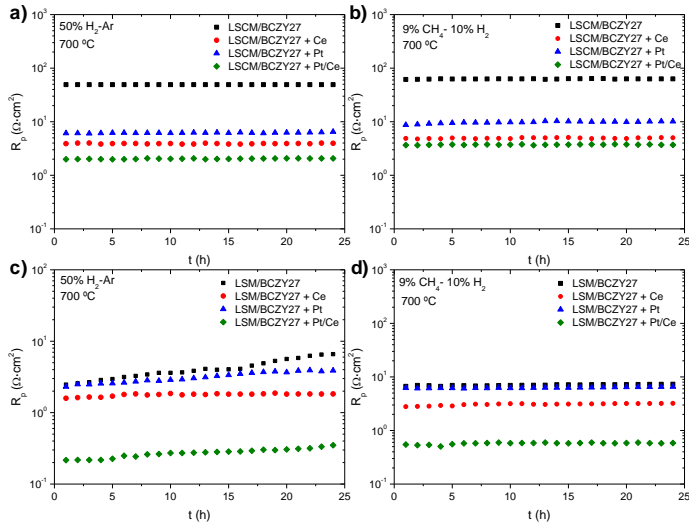 a)
50% H₂-Ar
700 ºC
LSCM/BCZY27
LSCM/BCZY27 + Ce
LSCM/BCZY27 + Pt
LSCM/BCZY27 + Pt/Ce
10³
10²
10¹
10⁰
10⁻¹
Rₚ (Ω·cm²)
0 5 10 15 20 25
t (h)
b)
9% CH₄- 10% H₂
700 ºC
LSCM/BCZY27
LSCM/BCZY27 + Ce
LSCM/BCZY27 + Pt
LSCM/BCZY27 + Pt/Ce
10³
10²
10¹
10⁰
10⁻¹
Rₚ (Ω·cm²)
0 5 10 15 20 25
t (h)
c)
50% H₂-Ar
700 ºC
LSM/BCZY27
LSM/BCZY27 + Ce
LSM/BCZY27 + Pt
LSM/BCZY27 + Pt/Ce
10²
10¹
10⁰
10⁻¹
Rₚ (Ω·cm²)
0 5 10 15 20 25
t (h)
d)
9% CH₄- 10% H₂
700 ºC
LSM/BCZY27
LSM/BCZY27 + Ce
LSM/BCZY27 + Pt
LSM/BCZY27 + Pt/Ce
10³
10²
10¹
10⁰
10⁻¹
Rₚ (Ω·cm²)
0 5 10 15 20 25
t (h)